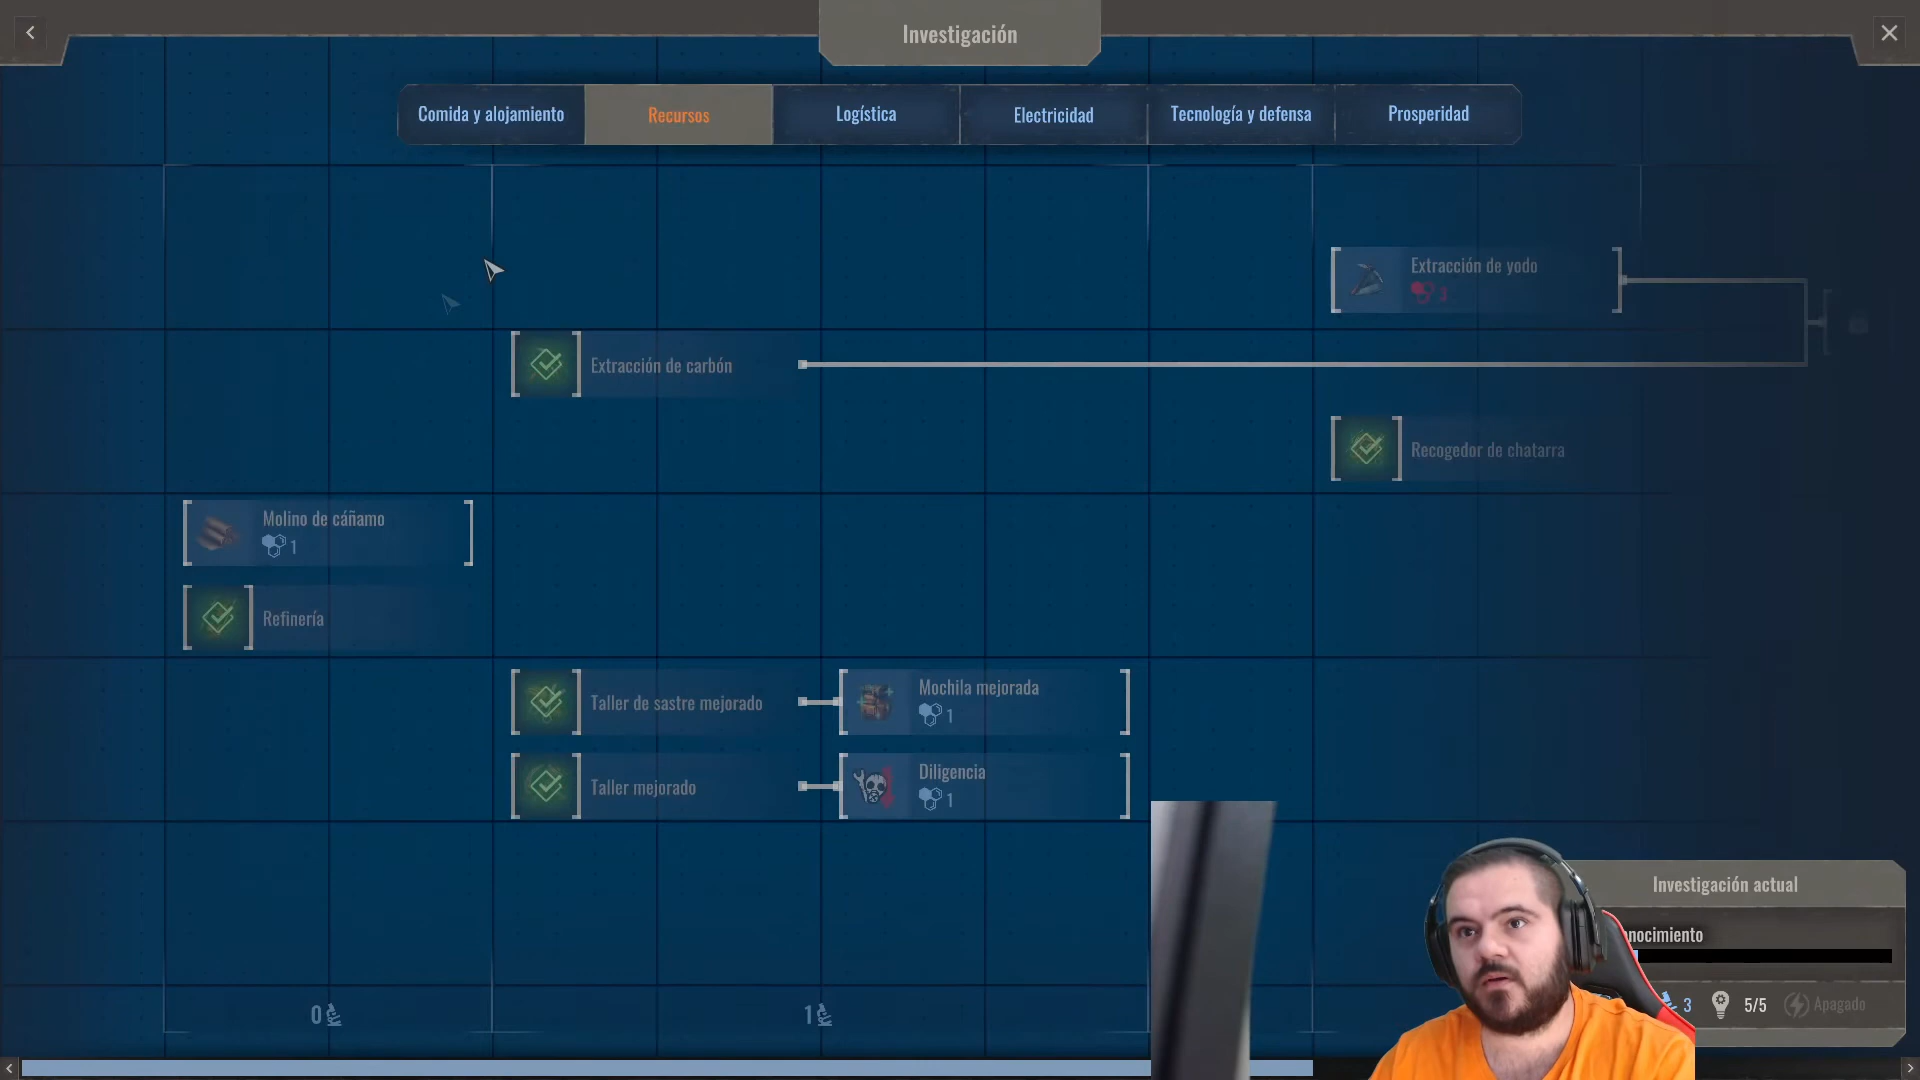 Investigación
Comida y alojamiento
Recursos
Logística
Electricidad
Tecnología y defensa
Prosperidad
Extracción de yodo
3
Extracción de carbón
Recogedor de chatarra
Molino de cáñamo
1
Refinería
Taller de sastre mejorado
Mochila mejorada
1
Taller mejorado
Diligencia
1
Investigación actual
nocimiento
3
5/5
Apagado
0
1